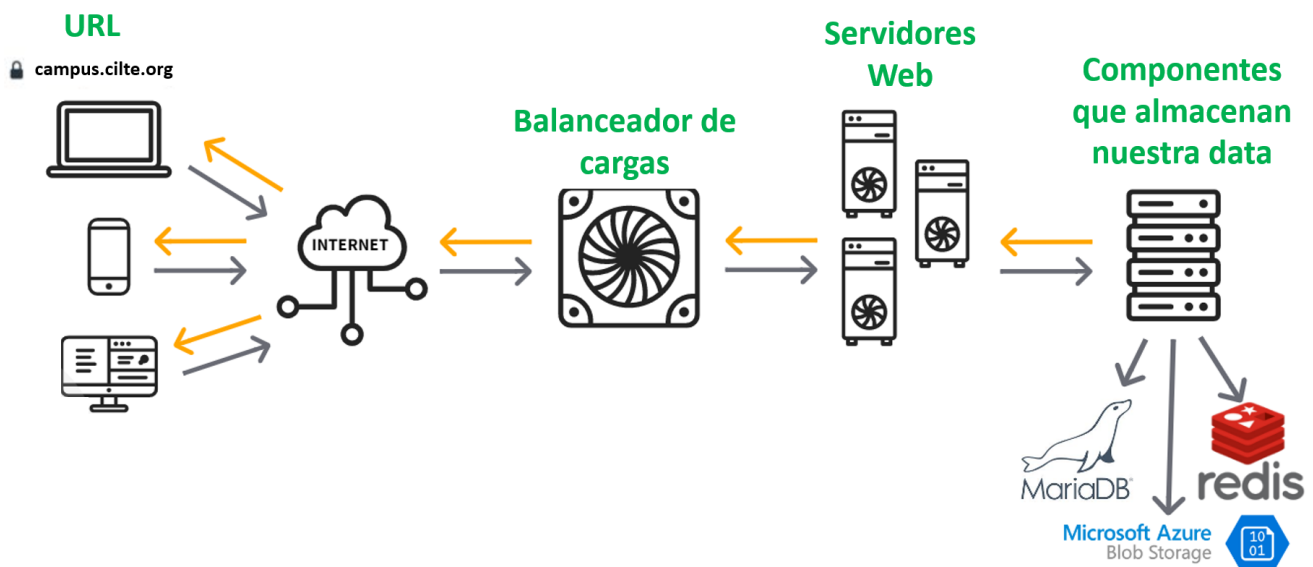 URL
campus.cilte.org
INTERNET
Balanceador de
cargas
Servidores
Web
Componentes
que almacenan
nuestra data
MariaDB
redis
Microsoft Azure
Blob Storage
10
01